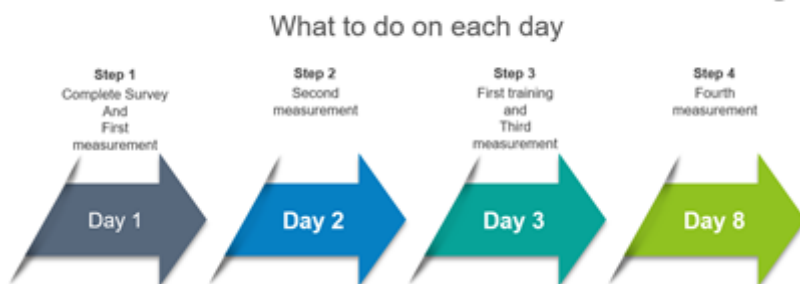 What to do on each day
Step 1
Complete Survey
And
First
measurement
Step 2
Second
measurement
Step 3
First training
and
Third
measurement
Step 4
Fourth
measurement
Day 1
Day 2
Day 3
Day 8